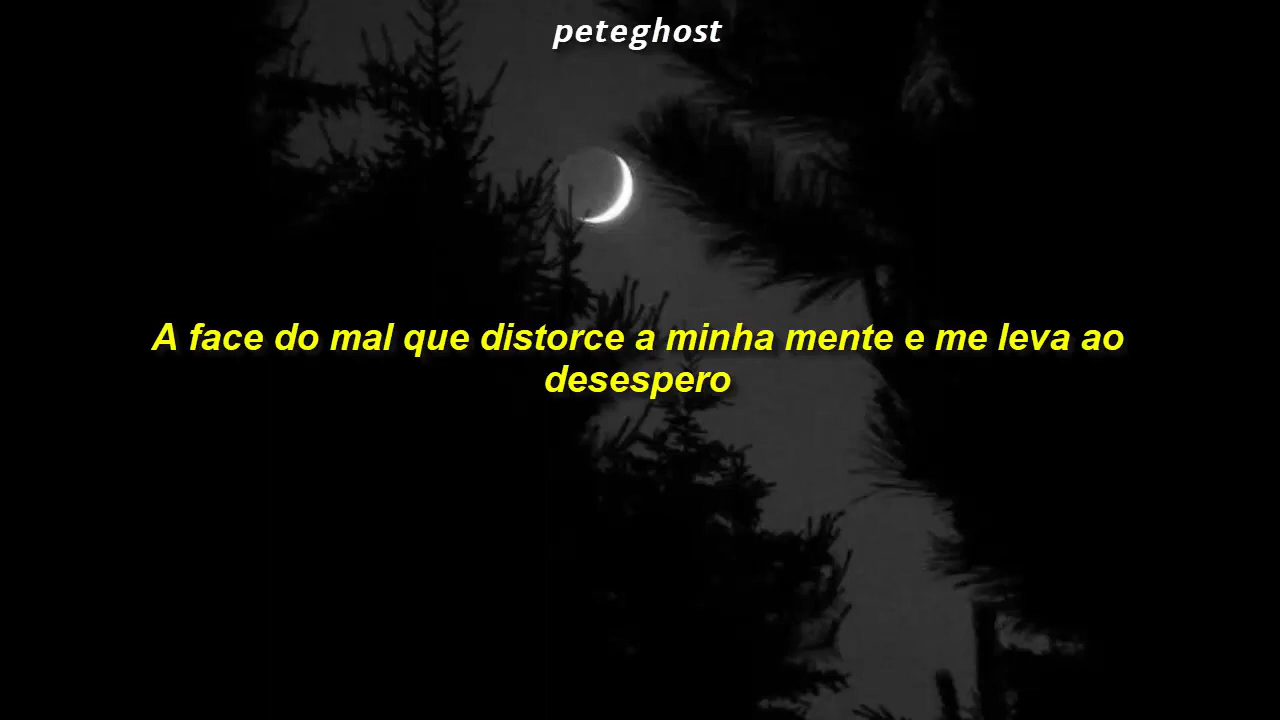 peteghost
A face do mal que distorce a minha mente e me leva ao
desespero